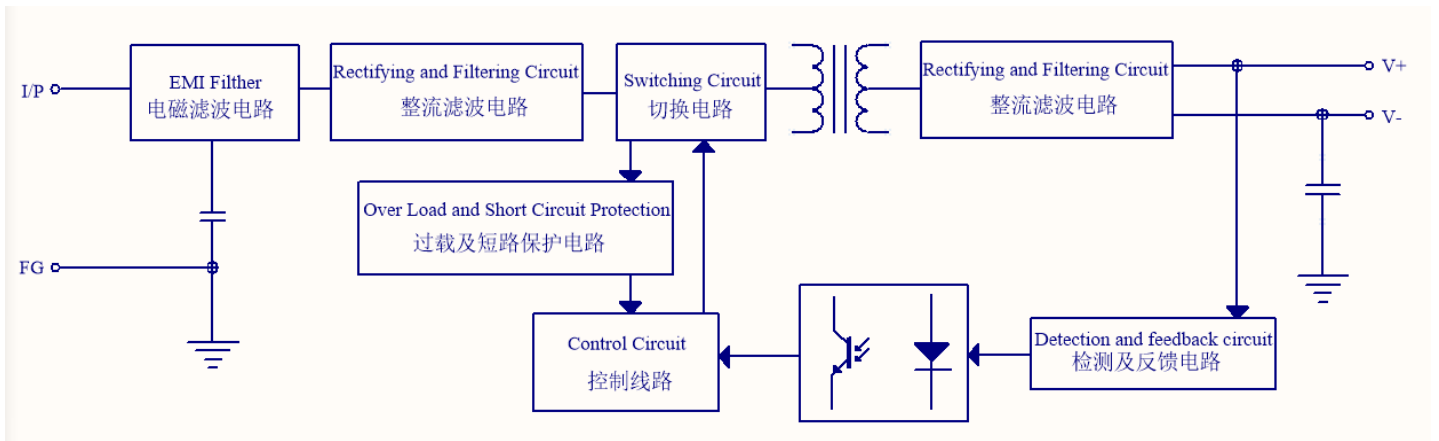 I/P
EMI Filther
电磁滤波电路
Rectifying and Filtering Circuit
整流滤波电路
Switching Circuit
切换电路
Rectifying and Filtering Circuit
整流滤波电路
V+
V-
Over Load and Short Circuit Protection
过载及短路保护电路
FG
Control Circuit
控制线路
Detection and feedback circuit
检测及反馈电路